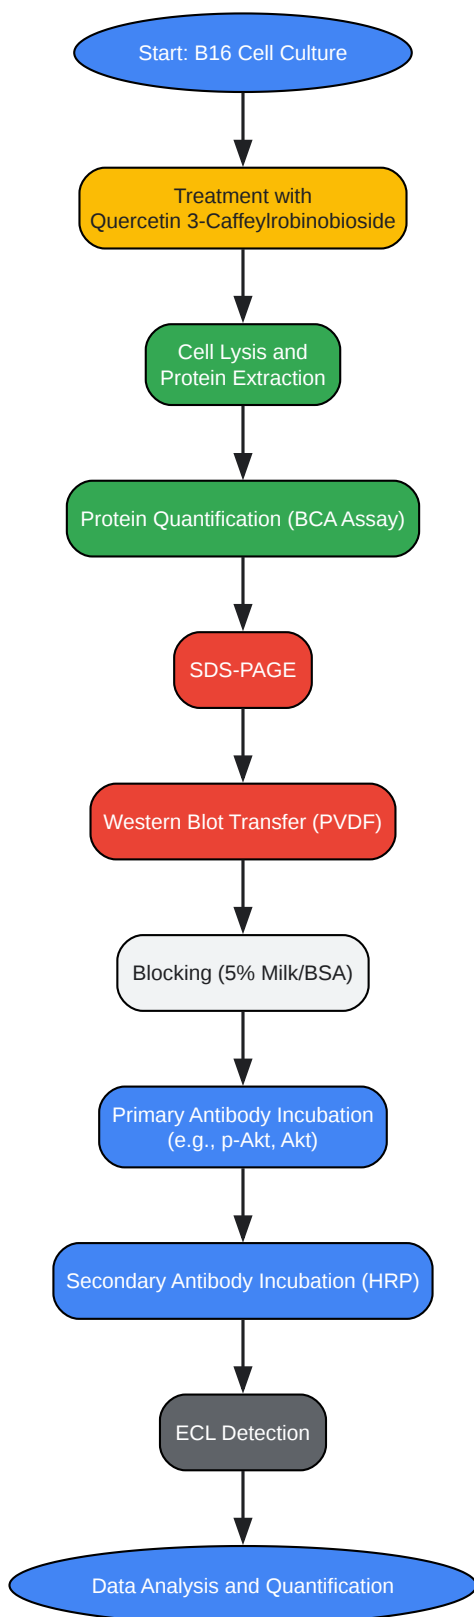 Start: B16 Cell Culture
Treatment with
Quercetin 3-Caffeylrobinobioside
Cell Lysis and
Protein Extraction
Protein Quantification (BCA Assay)
SDS-PAGE
Western Blot Transfer (PVDF)
Blocking (5% Milk/BSA)
Primary Antibody Incubation
(e.g., p-Akt, Akt)
Secondary Antibody Incubation (HRP)
ECL Detection
Data Analysis and Quantification